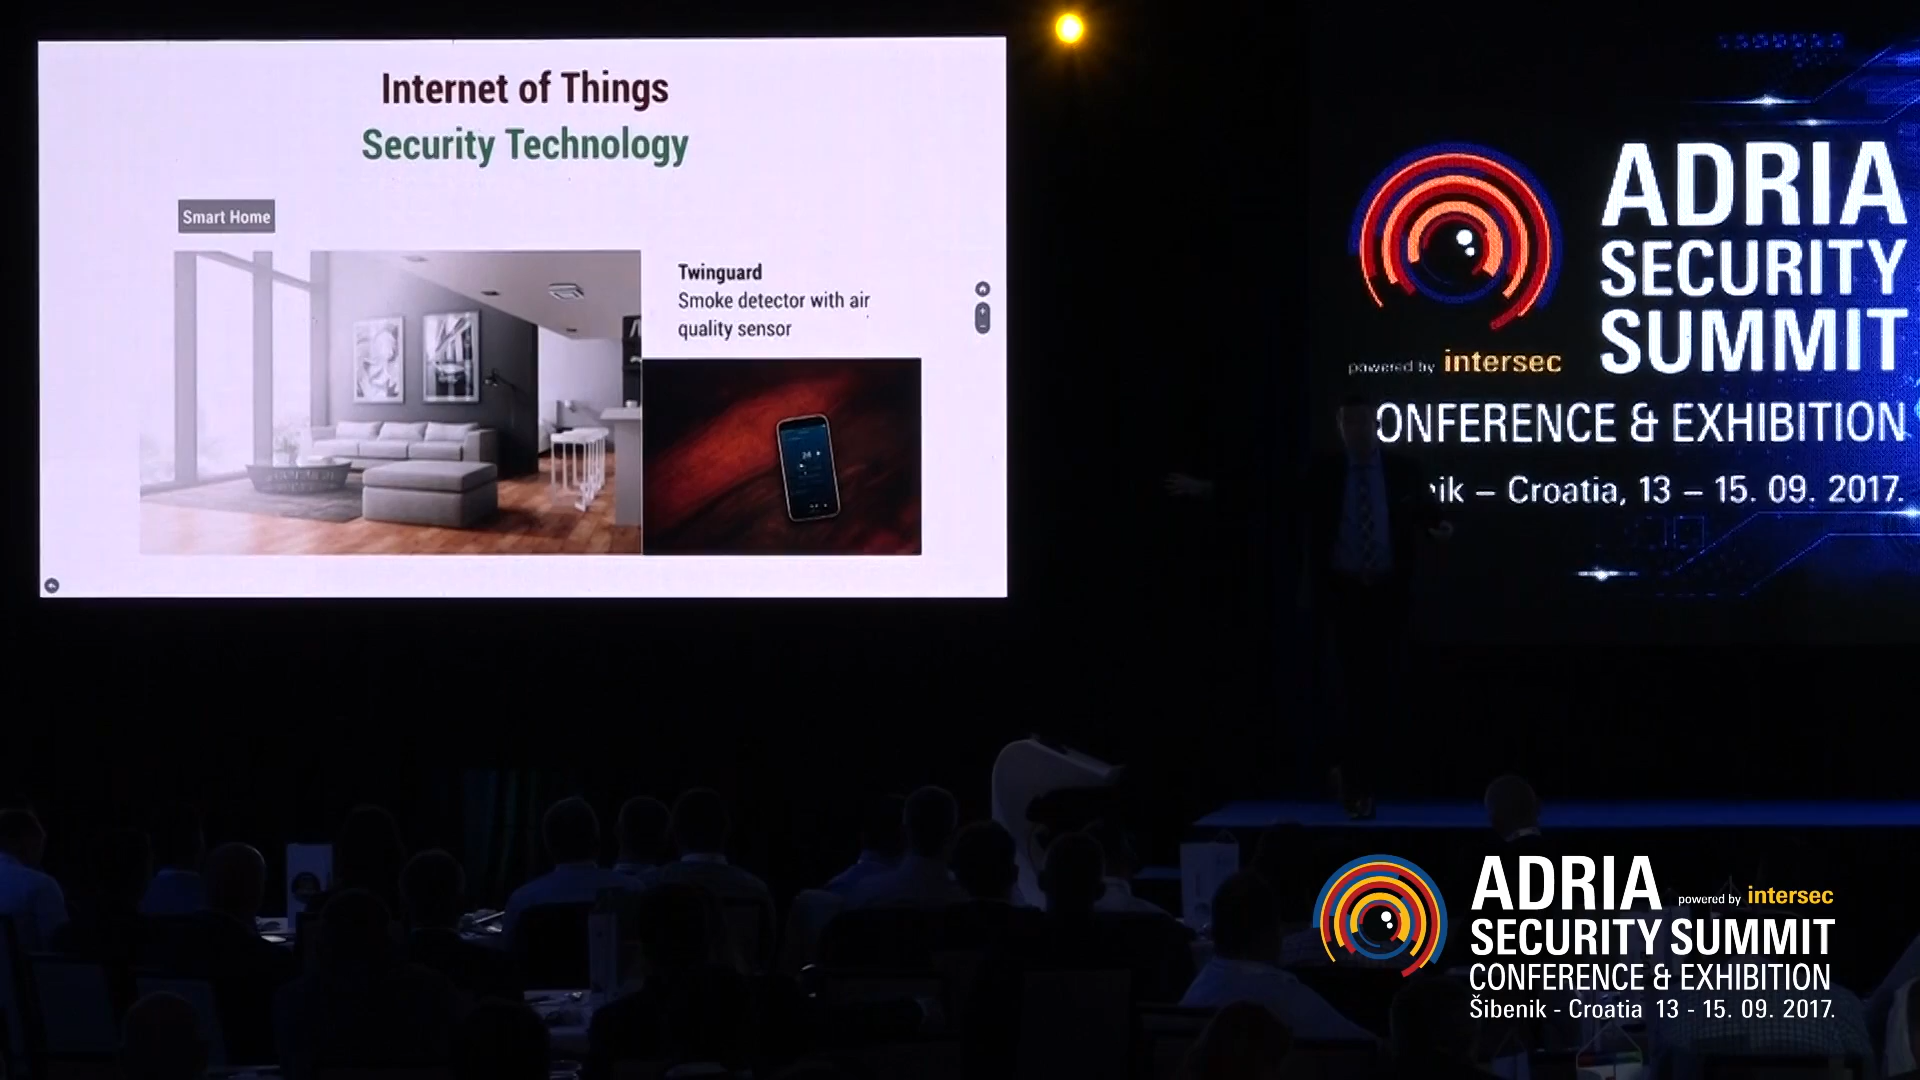 Internet of Things
Security Technology
Smart Home
Twinguard
Smoke detector with air
quality sensor
ADRIA
SECURITY
SUMMIT
powered by intersec
ONFERENCE & EXHIBITION
ik – Croatia, 13 – 15. 09. 2017.
ADRIA powered by intersec
SECURITY SUMMIT
CONFERENCE & EXHIBITION
Šibenik - Croatia 13 - 15. 09. 2017.